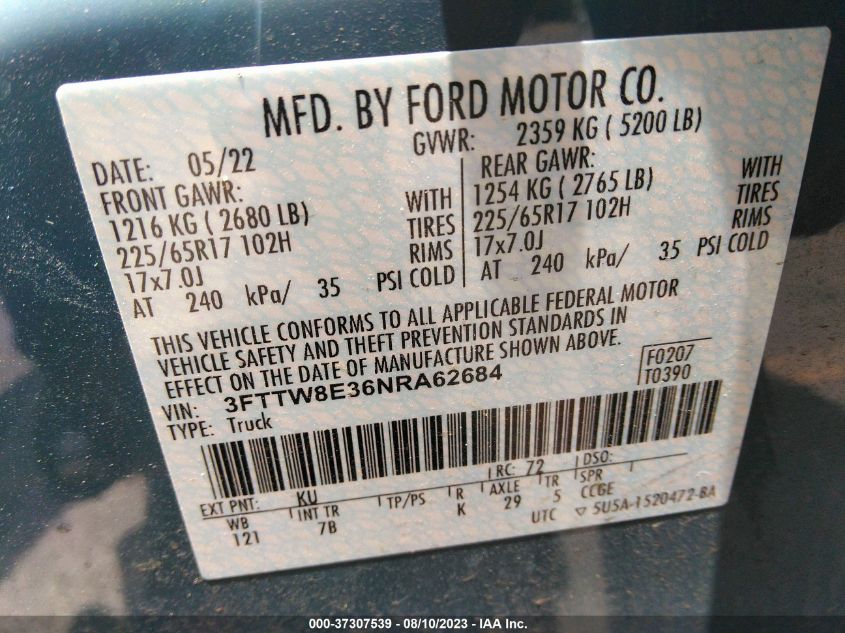 MFD. BY FORD MOTOR CO.
DATE: 05/22
GVWR: 2359 KG ( 5200 LB)
FRONT GAWR:
1216 KG ( 2680 LB) WITH
225/65R17 102H TIRES
17x7.0J RIMS
AT 240 kPa/ 35 PSI COLD
REAR GAWR: WITH
1254 KG ( 2765 LB) TIRES
225/65R17 102H RIMS
17x7.0J
AT 240 kPa/ 35 PSI COLD
THIS VEHICLE CONFORMS TO ALL APPLICABLE FEDERAL MOTOR
VEHICLE SAFETY AND THEFT PREVENTION STANDARDS IN
EFFECT ON THE DATE OF MANUFACTURE SHOWN ABOVE.
VIN: 3FTTW8E36NRA62684
F0207
T0390
TYPE: Truck
RC: 72 DSO:
EXT PNT: KU
WB INT TR TP/PS R AXLE TR SPR
121 7B K 29 5 CCGE
UTC 5U5A-1520472-BA
000-37307539 - 08/10/2023 - IAA Inc.